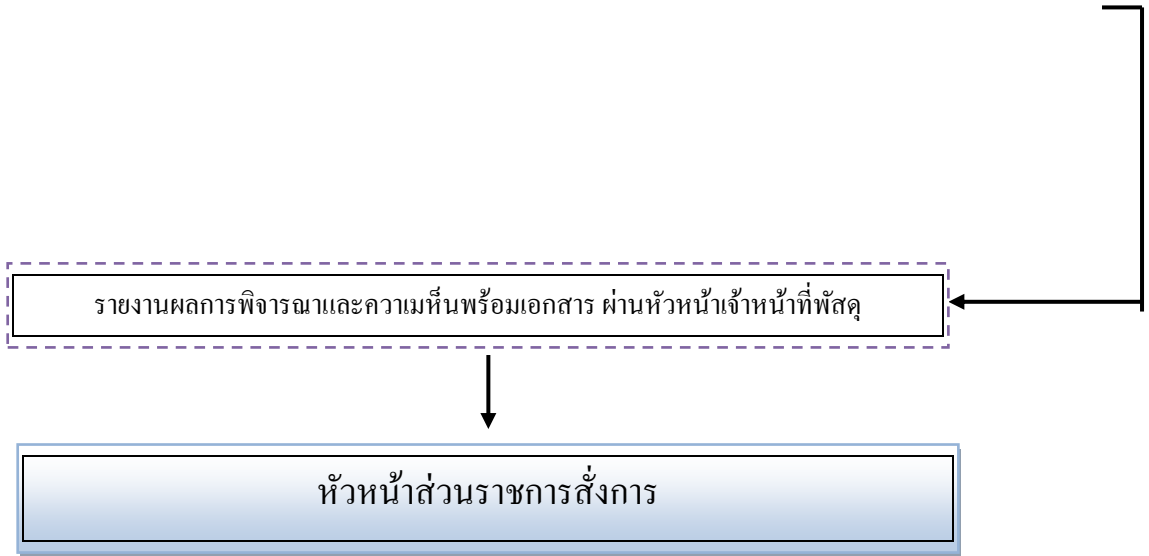 รายงานผลการพิจารณาและความเห็นพร้อมเอกสาร ผ่านหัวหน้าเจ้าหน้าที่พัสดุ
หัวหน้าส่วนราชการสั่งการ